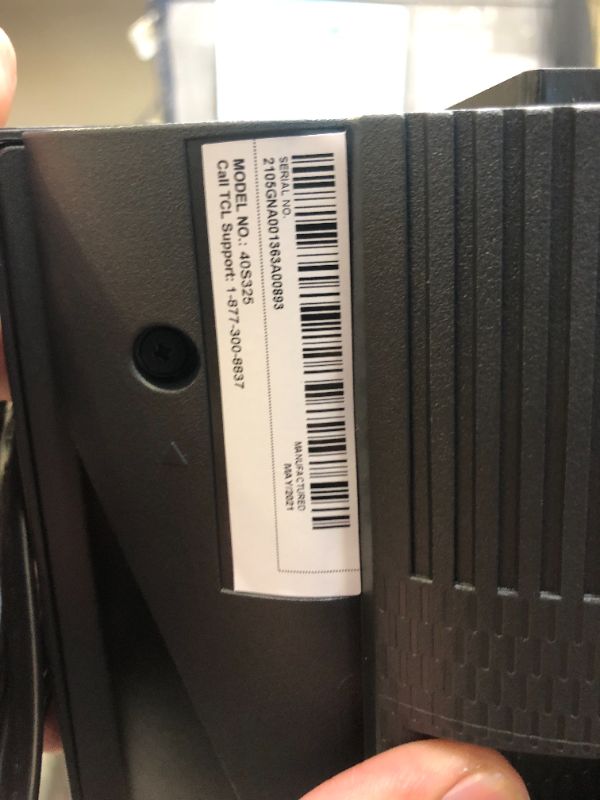 SERIAL NO.
2105GNA001363A00893
MANUFACTURED
MAY/2021
MODEL NO.: 40S325
Call TCL Support: 1-877-300-8837